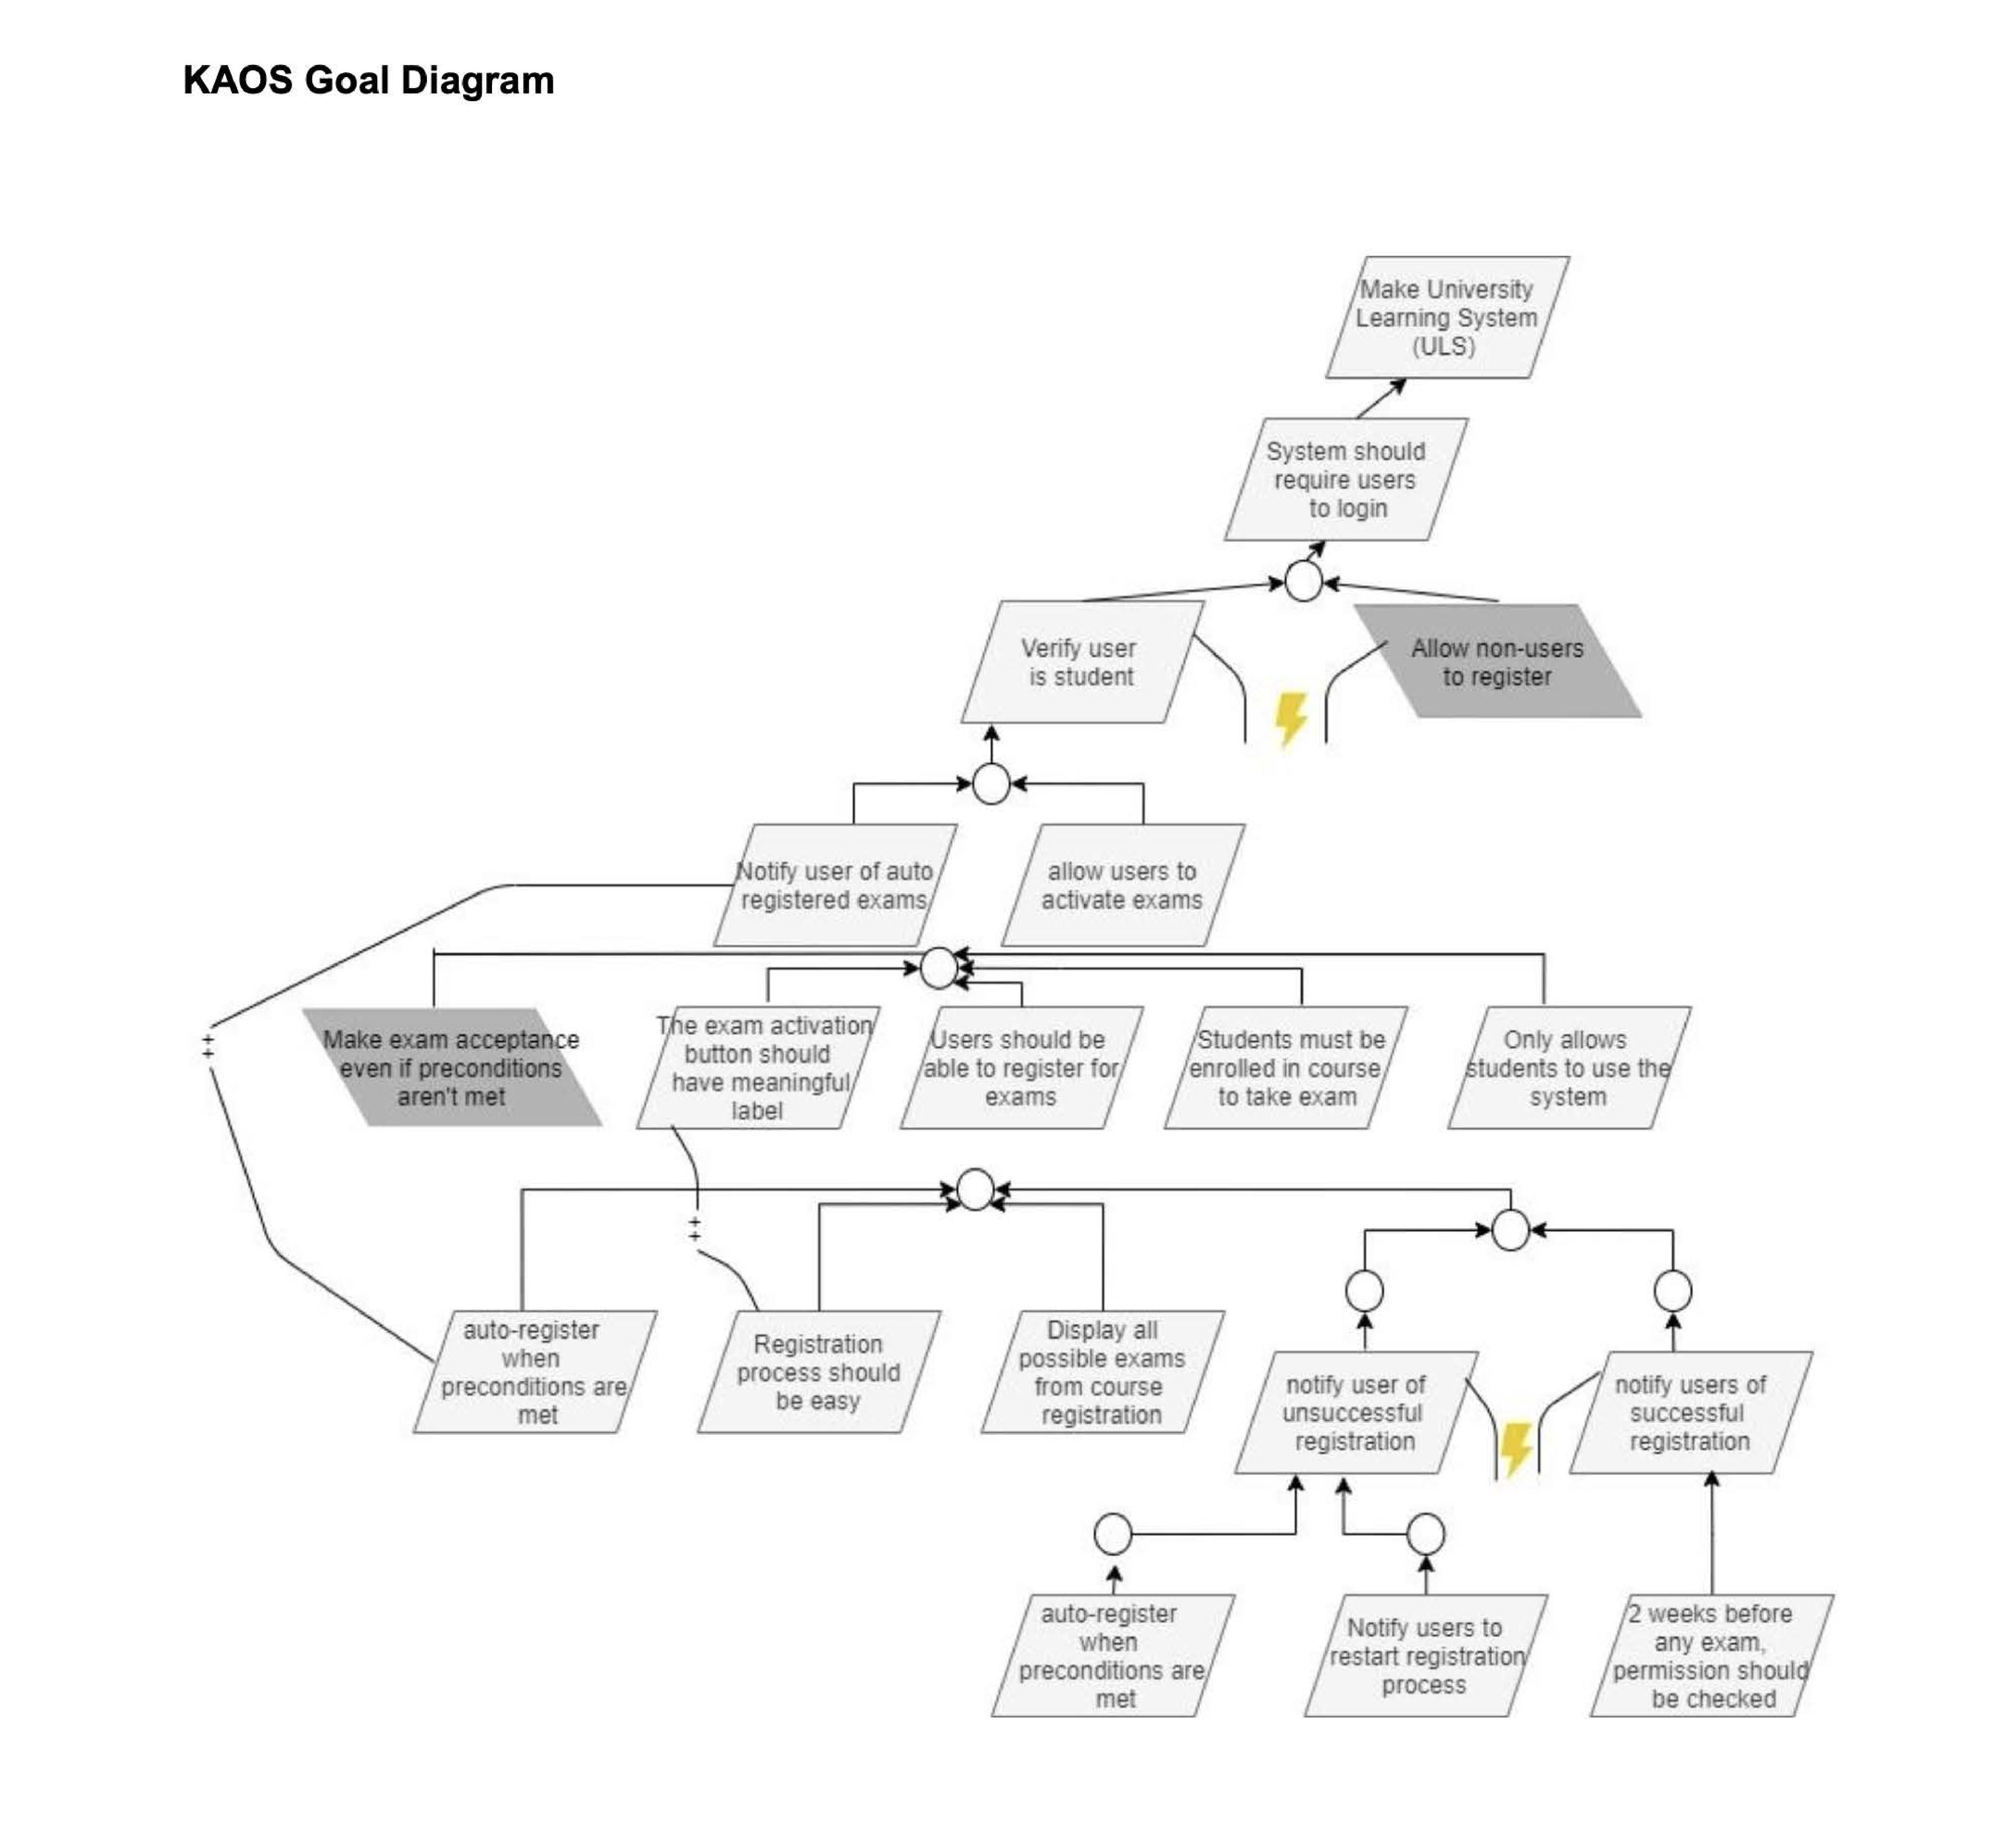 KAOS Goal Diagram
Make University
Learning System
(ULS)
System should
require users
to login
Verify user
is student
Allow non-users
to register
Notify user of auto
registered exams
allow users to
activate exams
Make exam acceptance
even if preconditions
aren't met
The exam activation
button should
have meaningful
label
Users should be
able to register for
exams
Students must be
enrolled in course
to take exam
Only allows
students to use the
system
++
++
auto-register
when
preconditions are
met
Registration
process should
be easy
Display all
possible exams
from course
registration
notify user of
unsuccessful
registration
notify users of
successful
registration
auto-register
when
preconditions are
met
Notify users to
restart registration
process
2 weeks before
any exam,
permission should
be checked